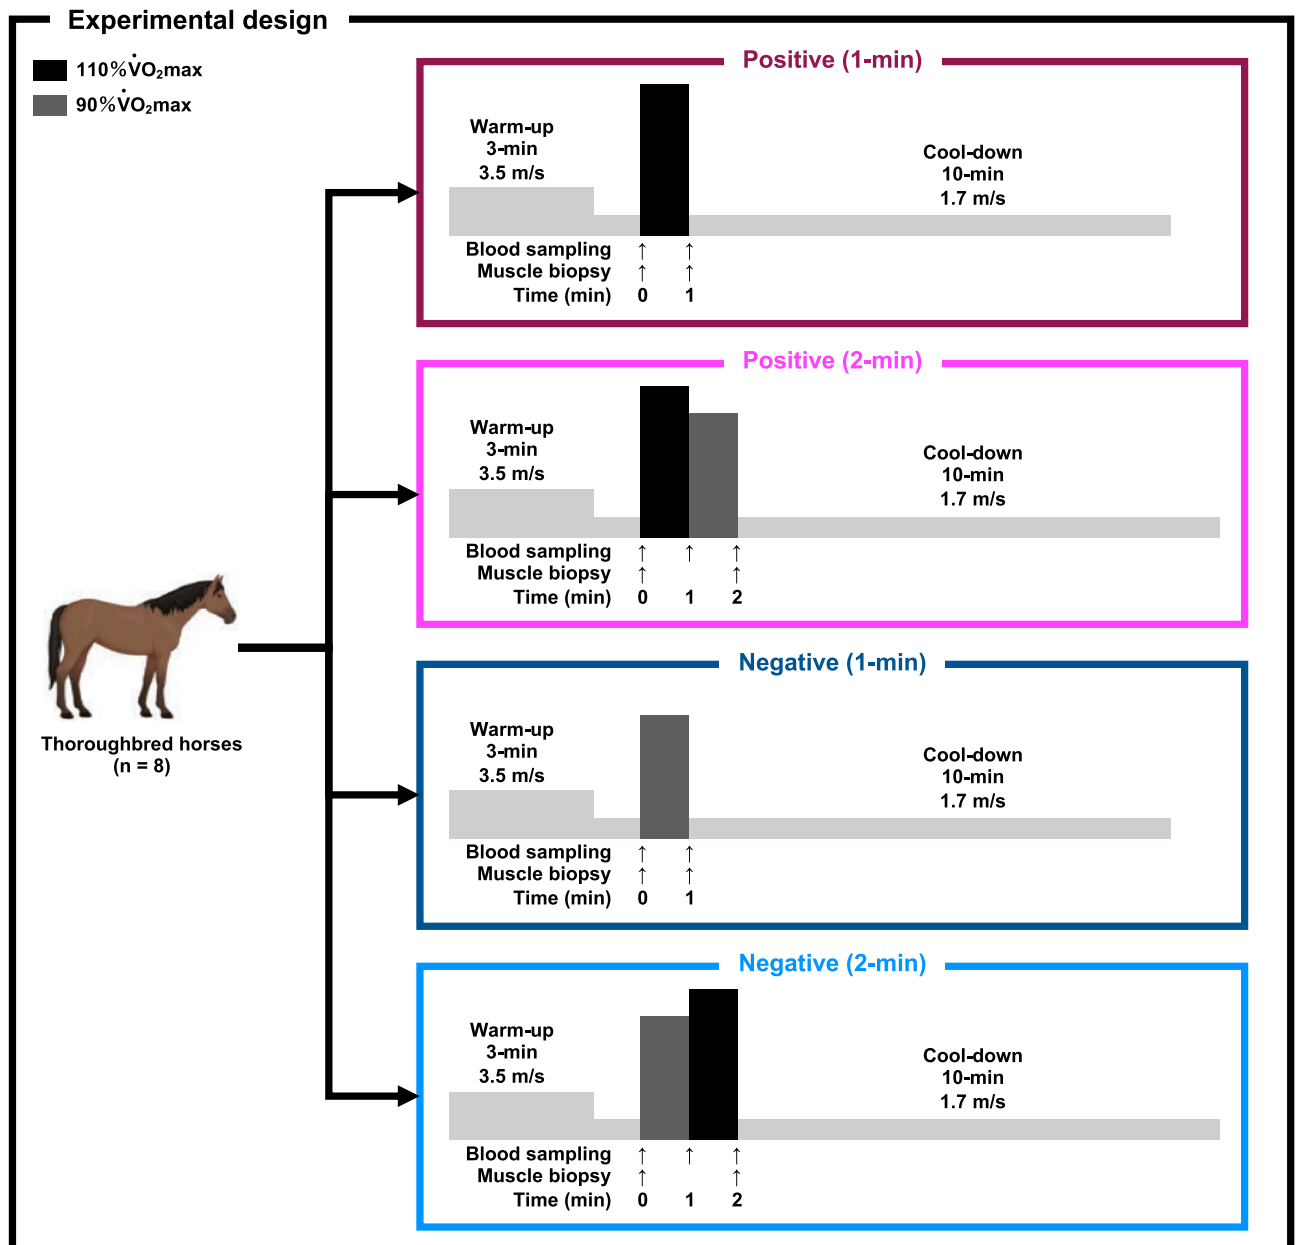 Experimental design
110%V̇O₂max
90%V̇O₂max
Thoroughbred horses
(n = 8)
Positive (1-min)
Warm-up
3-min
3.5 m/s
Cool-down
10-min
1.7 m/s
Blood sampling ↑ ↑
Muscle biopsy ↑ ↑
Time (min) 0 1
Positive (2-min)
Warm-up
3-min
3.5 m/s
Cool-down
10-min
1.7 m/s
Blood sampling ↑ ↑ ↑
Muscle biopsy ↑ ↑
Time (min) 0 1 2
Negative (1-min)
Warm-up
3-min
3.5 m/s
Cool-down
10-min
1.7 m/s
Blood sampling ↑ ↑
Muscle biopsy ↑ ↑
Time (min) 0 1
Negative (2-min)
Warm-up
3-min
3.5 m/s
Cool-down
10-min
1.7 m/s
Blood sampling ↑ ↑ ↑
Muscle biopsy ↑ ↑
Time (min) 0 1 2